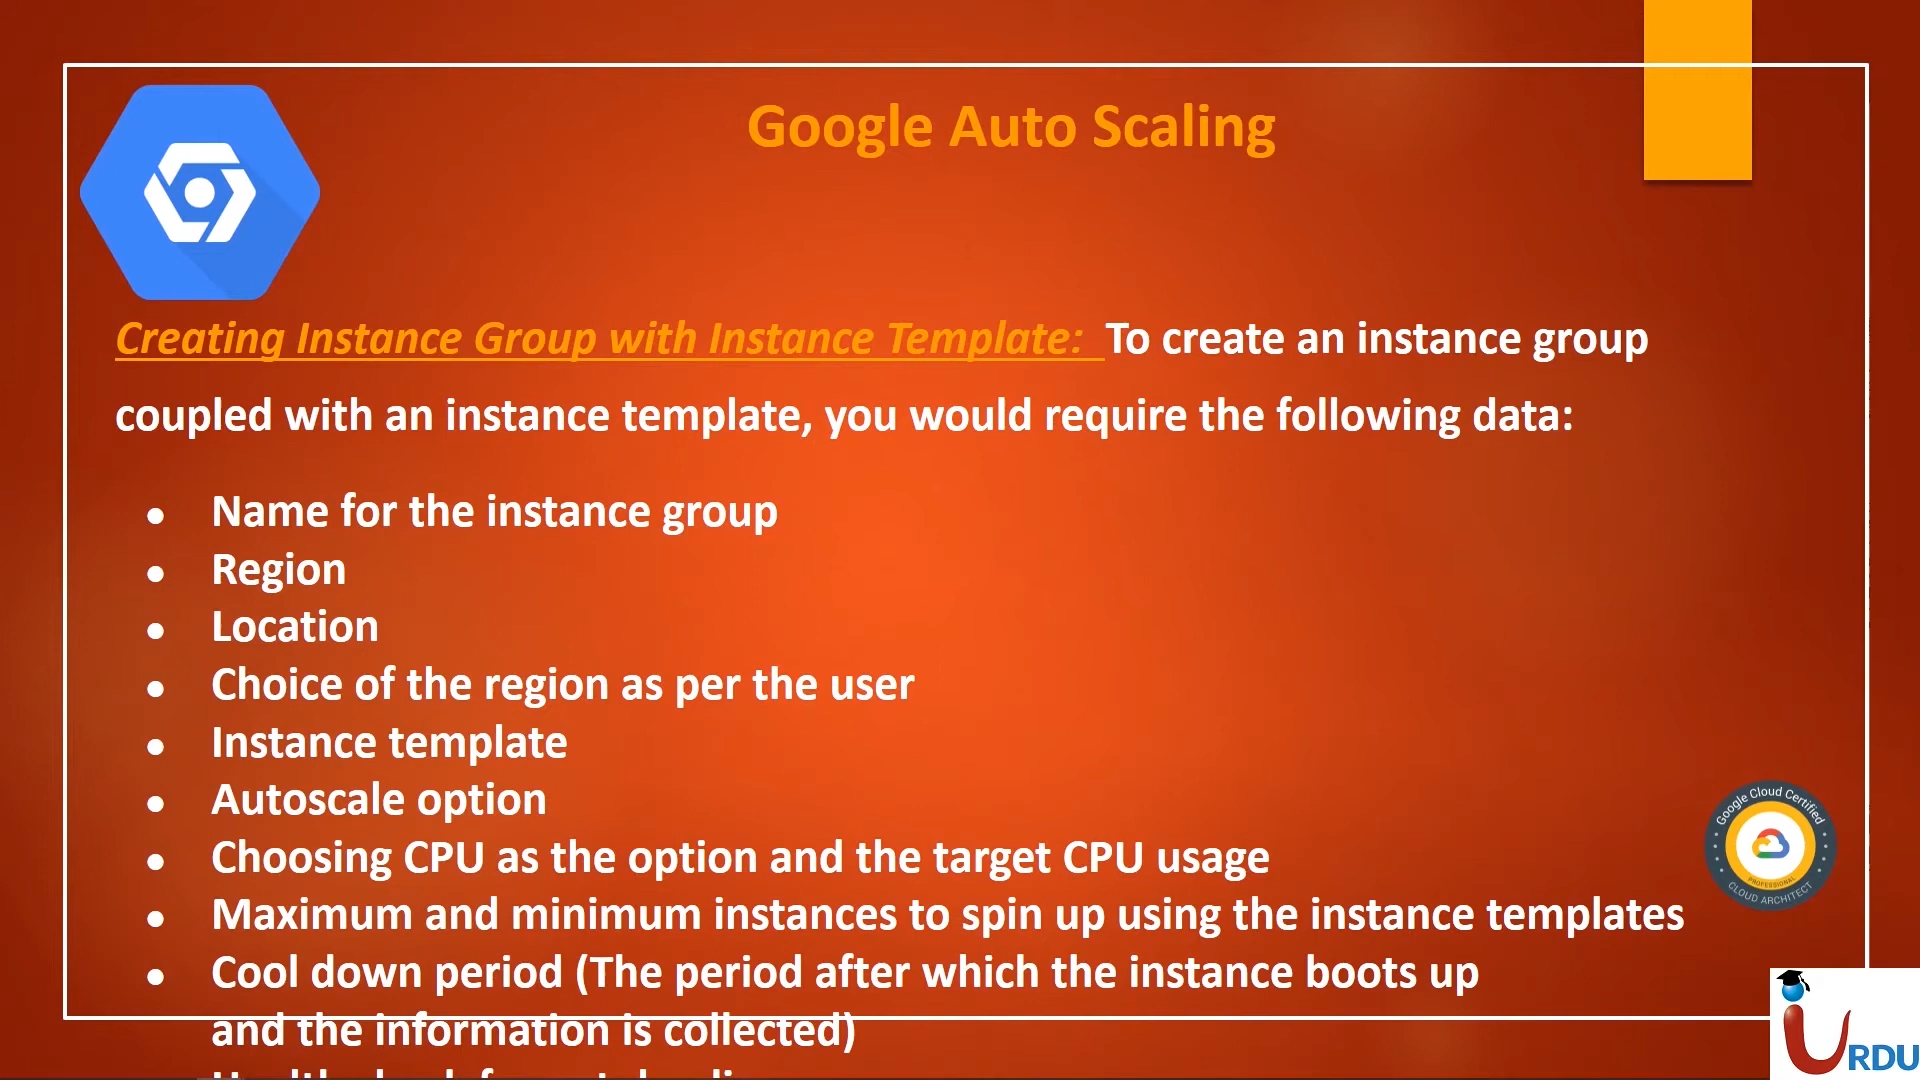 Google Auto Scaling
Creating Instance Group with Instance Template: To create an instance group
coupled with an instance template, you would require the following data:
● Name for the instance group
● Region
● Location
● Choice of the region as per the user
● Instance template
● Autoscale option
● Choosing CPU as the option and the target CPU usage
● Maximum and minimum instances to spin up using the instance templates
● Cool down period (The period after which the instance boots up
and the information is collected)
Google Cloud Certified
PROFESSIONAL
CLOUD ARCHITECT
iURDU